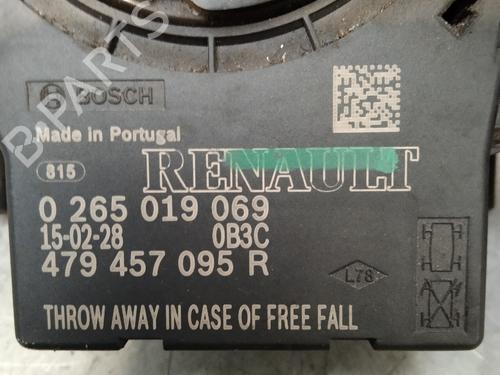 BOSCH
Made in Portugal
815
RENAULT
0 265 019 069
15-02-28 0B3C
479 457 095 R
L78
THROW AWAY IN CASE OF FREE FALL
B-PARTS